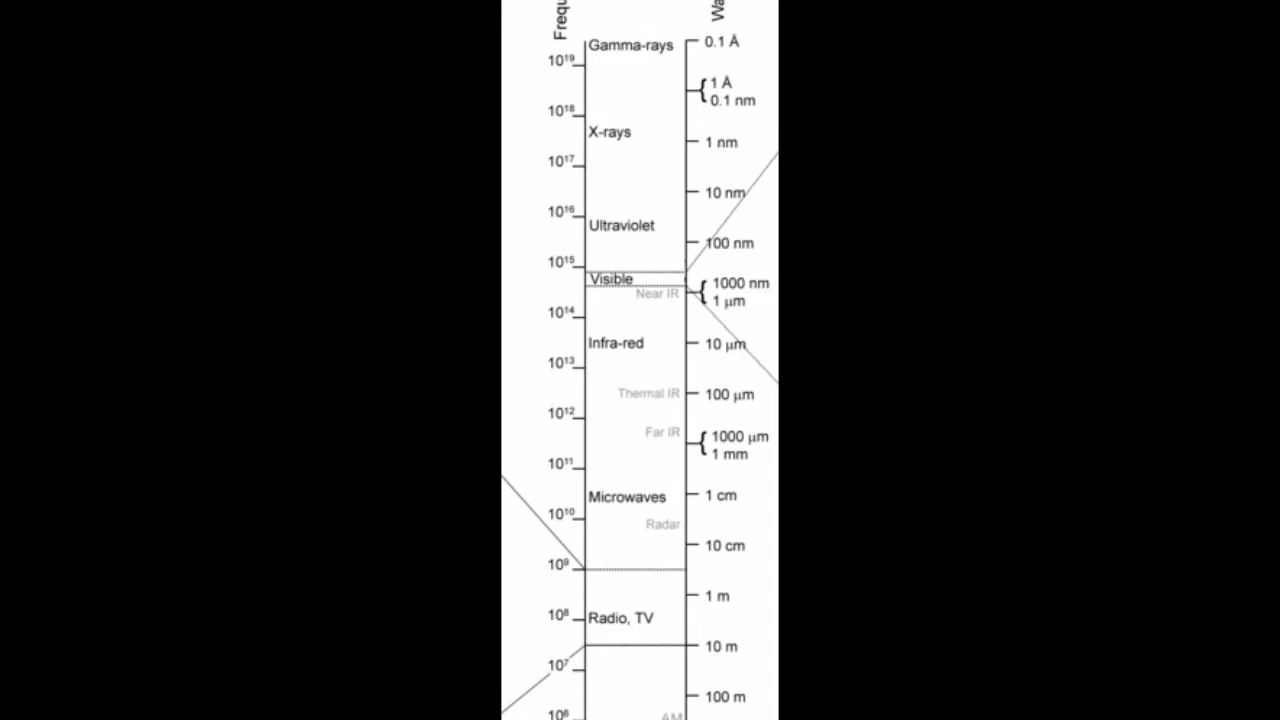 Frequ
Wa
Gamma-rays
0.1 Å
10¹⁹
1 Å
0.1 nm
10¹⁸
X-rays
1 nm
10¹⁷
10 nm
10¹⁶
Ultraviolet
100 nm
10¹⁵
Visible
1000 nm
Near IR
1 μm
10¹⁴
Infra-red
10 μm
10¹³
Thermal IR
100 μm
10¹²
Far IR
1000 μm
1 mm
10¹¹
Microwaves
1 cm
10¹⁰
Radar
10 cm
10⁹
1 m
10⁸
Radio, TV
10 m
10⁷
100 m
10⁶
AM